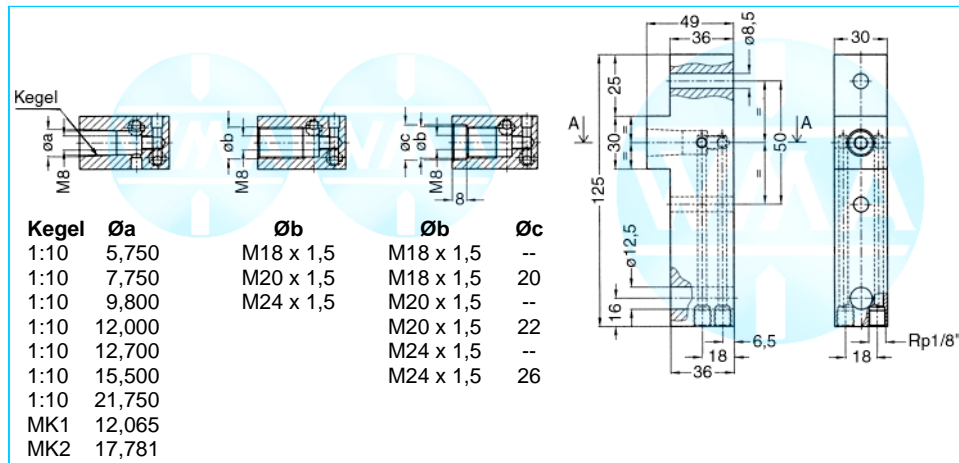 Kegel
øa
M8
øb
M8
øc
øb
M8
8
Kegel Øa
1:10 5,750
1:10 7,750
1:10 9,800
1:10 12,000
1:10 12,700
1:10 15,500
1:10 21,750
MK1 12,065
MK2 17,781
Øb
M18 x 1,5
M20 x 1,5
M24 x 1,5
Øb Øc
M18 x 1,5 --
M18 x 1,5 20
M20 x 1,5 --
M20 x 1,5 22
M24 x 1,5 --
M24 x 1,5 26
49
36
ø8,5
25
A
A
=
=
30
=
=
50
125
ø12,5
16
6,5
18
36
30
Rp1/8"
18
WMA
WMA
WMA